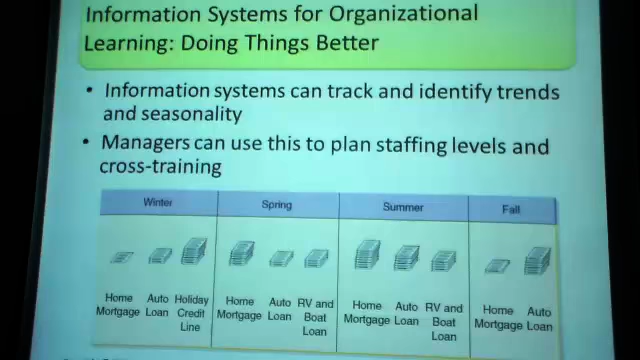 Information Systems for Organizational
Learning: Doing Things Better
• Information systems can track and identify trends
and seasonality
• Managers can use this to plan staffing levels and
cross-training
Winter Spring Summer Fall
Home Mortgage
Auto Loan
Holiday Credit Line
Home Mortgage
Auto Loan
RV and Boat Loan
Home Mortgage
Auto Loan
RV and Boat Loan
Home Mortgage
Auto Loan